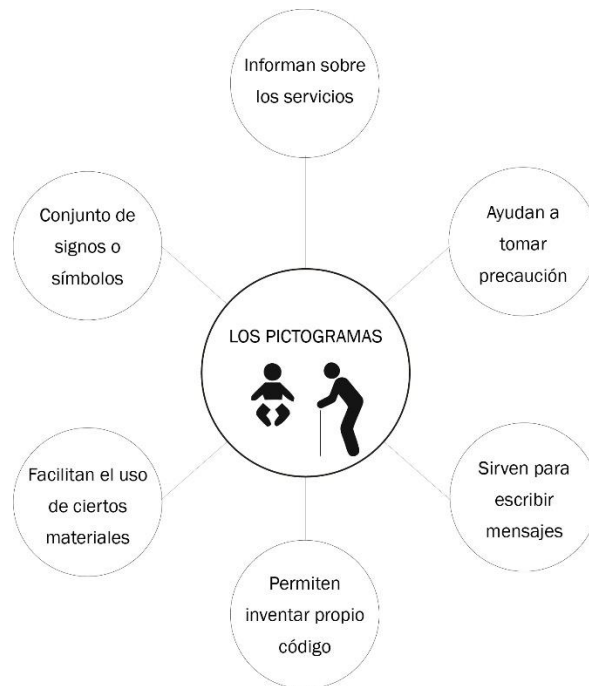 Informan sobre
los servicios
Conjunto de
signos o
símbolos
Ayudan a
tomar
precaución
LOS PICTOGRAMAS
Facilitan el uso
de ciertos
materiales
Sirven para
escribir
mensajes
Permiten
inventar propio
código